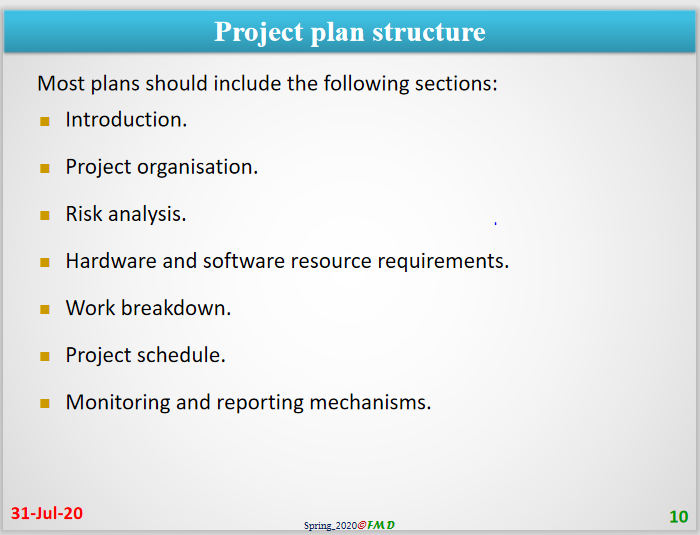 Project plan structure
Most plans should include the following sections:
Introduction.
Project organisation.
Risk analysis.
Hardware and software resource requirements.
Work breakdown.
Project schedule.
Monitoring and reporting mechanisms.
31-Jul-20
Spring_2020@FMD
10